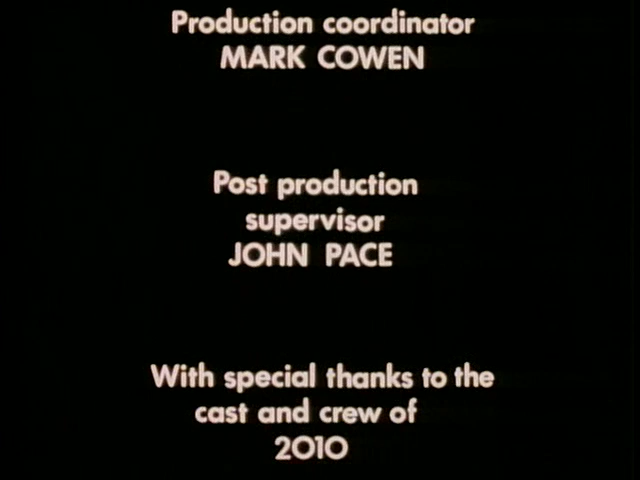 Production coordinator
MARK COWEN
Post production
supervisor
JOHN PACE
With special thanks to the
cast and crew of
2010